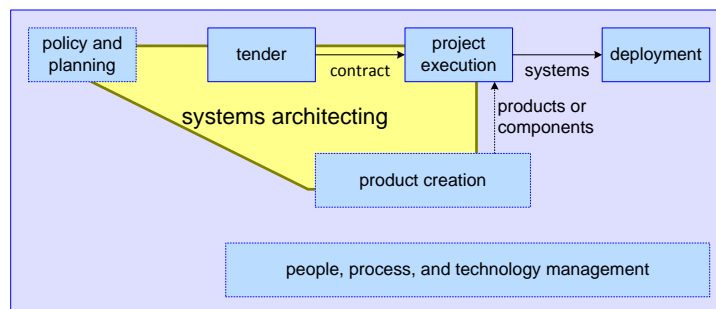 policy and
planning
tender
contract
project
execution
systems
deployment
products or
components
systems architecting
product creation
people, process, and technology management